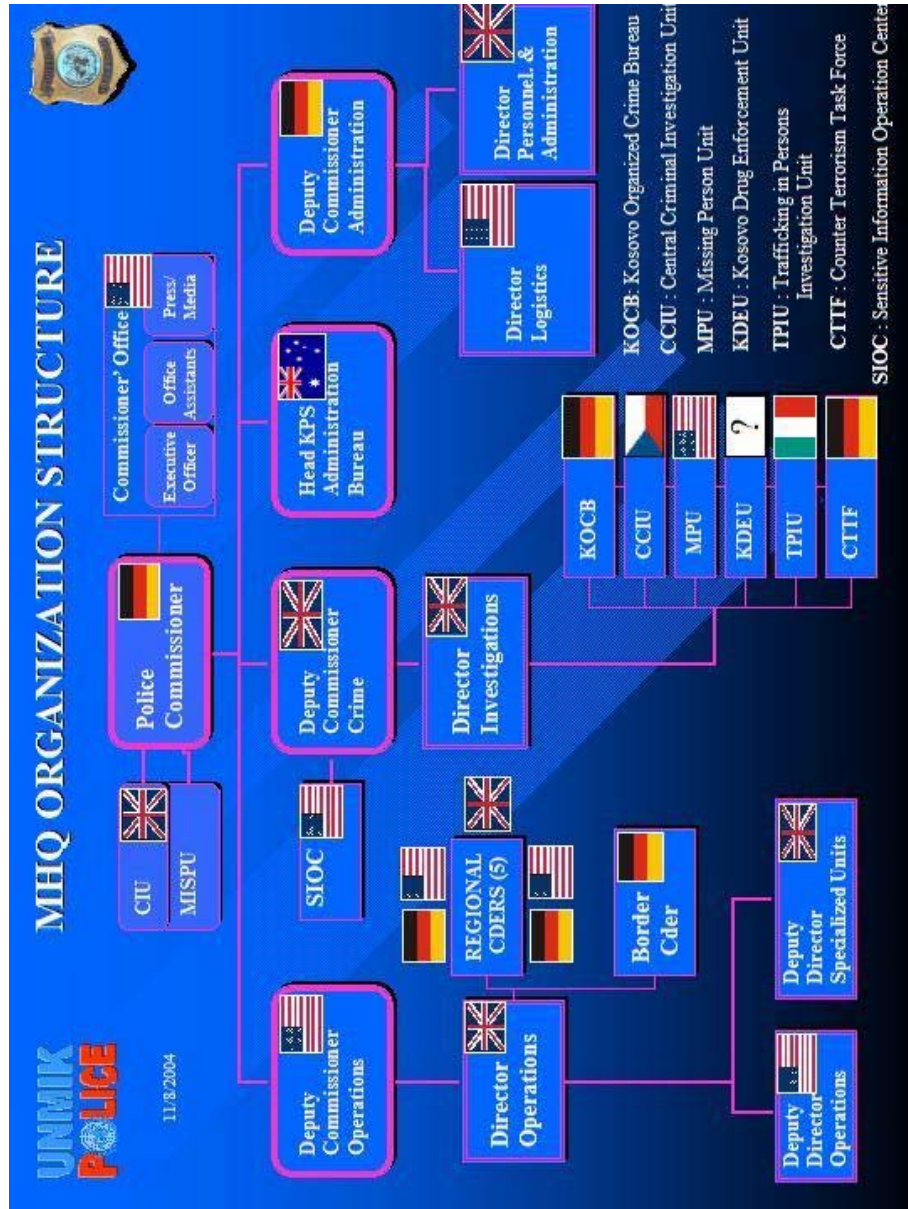 UNMIK
POLICE
11/8/2004
MHQ ORGANIZATION STRUCTURE
CIU
MISPU
Police
Commissioner
Commissioner' Office
Executive
Officer
Office
Assistants
Press/
Media
Deputy
Commissioner
Operations
SIOC
Deputy
Commissioner
Crime
Head KPS
Administration
Bureau
Deputy
Commissioner
Administration
Director
Operations
REGIONAL
CDERS (5)
Border
Cder
Director
Investigations
Director
Logistics
Director
Personnel. &
Administration
Deputy
Director
Operations
Deputy
Director
Specialized Units
KOCB
CCIU
MPU
KDEU
?
TPIU
CTTF
KOCB: Kosovo Organized Crime Bureau
CCIU : Central Criminal Investigation Unit
MPU : Missing Person Unit
KDEU : Kosovo Drug Enforcement Unit
TPIU : Trafficking in Persons
Investigation Unit
CTTF : Counter Terrorism Task Force
SIOC : Sensitive Information Operation Center